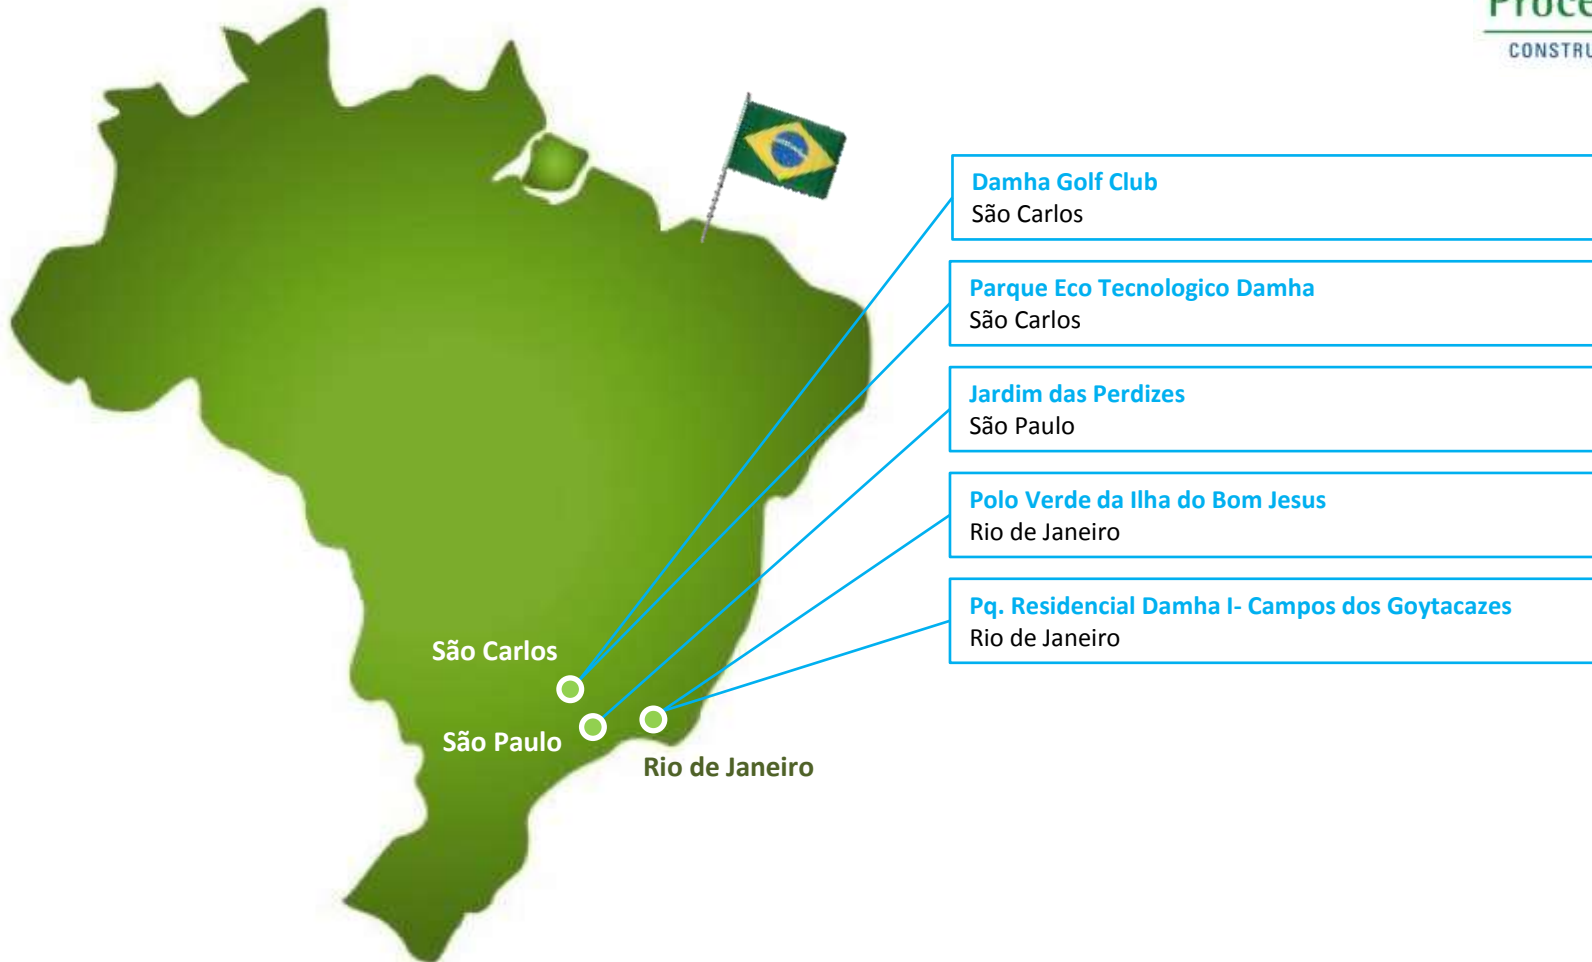 CONSTRU
Damha Golf Club
São Carlos
Parque Eco Tecnologico Damha
São Carlos
Jardim das Perdizes
São Paulo
Polo Verde da Ilha do Bom Jesus
Rio de Janeiro
Pq. Residencial Damha I- Campos dos Goytacazes
Rio de Janeiro
São Carlos
São Paulo
Rio de Janeiro